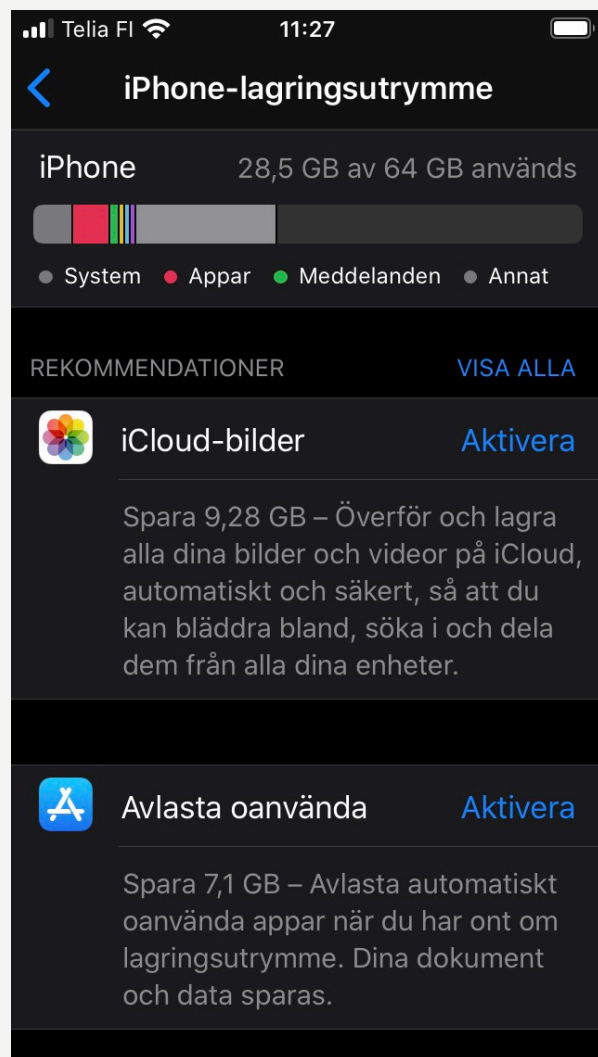 Telia FI 11:27
iPhone-lagringsutrymme
iPhone 28,5 GB av 64 GB används
System Appar Meddelanden Annat
REKOMMENDATIONER VISA ALLA
iCloud-bilder Aktivera
Spara 9,28 GB – Överför och lagra
alla dina bilder och videor på iCloud,
automatiskt och säkert, så att du
kan bläddra bland, söka i och dela
dem från alla dina enheter.
Avlasta oanvända Aktivera
Spara 7,1 GB – Avlasta automatiskt
oanvända appar när du har ont om
lagringsutrymme. Dina dokument
och data sparas.